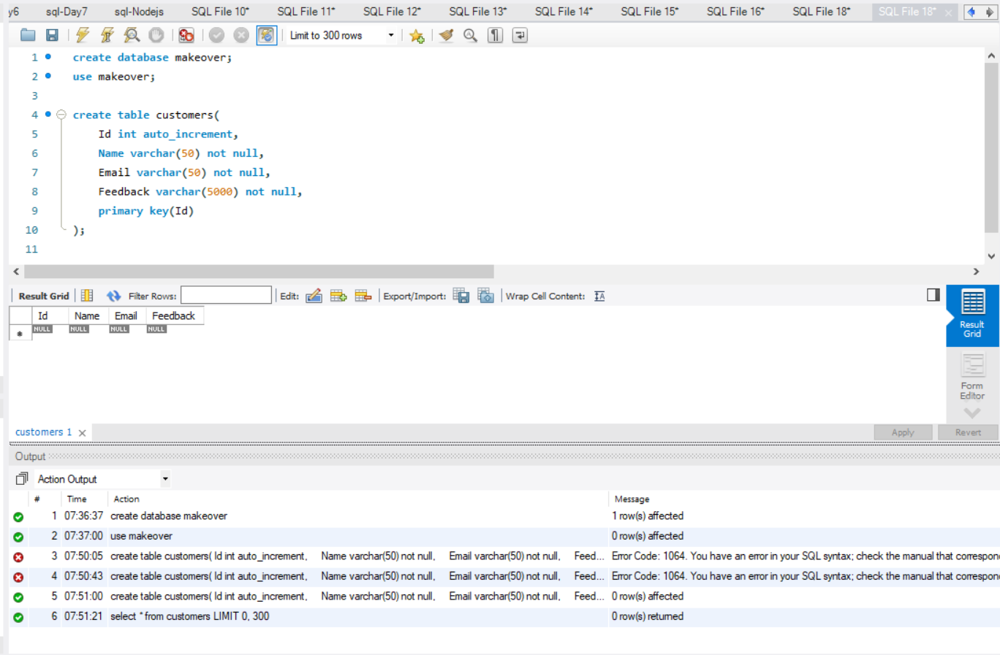 y6 sql-Day7 sql-Nodejs SQL File 10* SQL File 11* SQL File 12* SQL File 13* SQL File 14* SQL File 15* SQL File 16* SQL File 18* SQL File 18*
Limit to 300 rows
1 create database makeover;
2 use makeover;
3
4 create table customers(
5 Id int auto_increment,
6 Name varchar(50) not null,
7 Email varchar(50) not null,
8 Feedback varchar(5000) not null,
9 primary key(Id)
10 );
11
Result Grid Filter Rows: Edit: Export/Import: Wrap Cell Content: IA
Id Name Email Feedback
NULL NULL NULL NULL
Result
Grid
Form
Editor
customers 1 Apply Revert
Output
Action Output
# Time Action Message
1 07:36:37 create database makeover 1 row(s) affected
2 07:37:00 use makeover 0 row(s) affected
3 07:50:05 create table customers( Id int auto_increment, Name varchar(50) not null, Email varchar(50) not null, Feed... Error Code: 1064. You have an error in your SQL syntax; check the manual that correspon
4 07:50:43 create table customers( Id int auto_increment, Name varchar(50) not null, Email varchar(50) not null, Feed... Error Code: 1064. You have an error in your SQL syntax; check the manual that correspon
5 07:51:00 create table customers( Id int auto_increment, Name varchar(50) not null, Email varchar(50) not null, Feed... 0 row(s) affected
6 07:51:21 select * from customers LIMIT 0, 300 0 row(s) returned